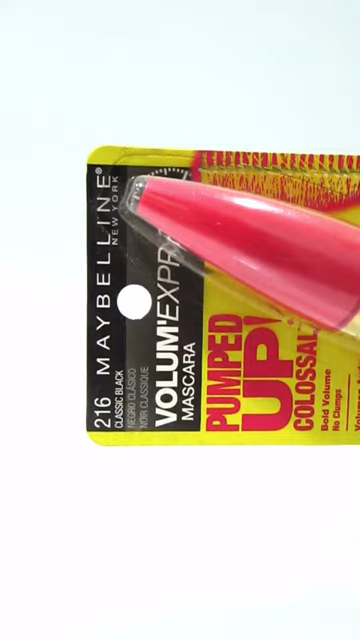 MAYBELLINE®
NEW YORK
216
CLASSIC BLACK
NEGRO CLÁSICO
NOIR CLASSIQUE
VOLUM'EXPR
MASCARA
PUMPED
UP!
COLOSSAL
Bold Volume
No Clumps